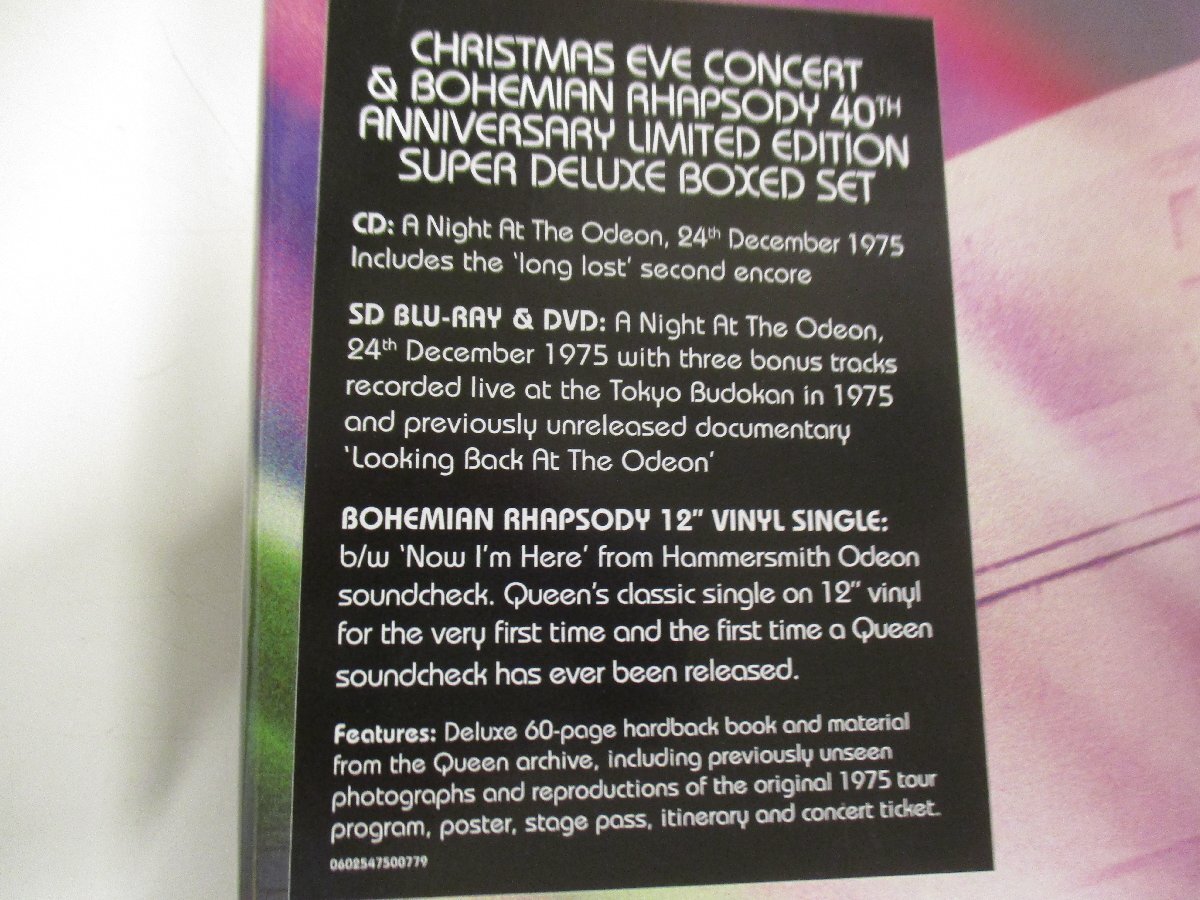 CHRISTMAS EVE CONCERT
& BOHEMIAN RHAPSODY 40TH
ANNIVERSARY LIMITED EDITION
SUPER DELUXE BOXED SET
CD: A Night At The Odeon, 24th December 1975
Includes the ‘long lost’ second encore
SD BLU-RAY & DVD: A Night At The Odeon,
24th December 1975 with three bonus tracks
recorded live at the Tokyo Budokan in 1975
and previously unreleased documentary
‘Looking Back At The Odeon’
BOHEMIAN RHAPSODY 12” VINYL SINGLE:
b/w ‘Now I’m Here’ from Hammersmith Odeon
soundcheck. Queen’s classic single on 12” vinyl
for the very first time and the first time a Queen
soundcheck has ever been released.
Features: Deluxe 60-page hardback book and material
from the Queen archive, including previously unseen
photographs and reproductions of the original 1975 tour
program, poster, stage pass, itinerary and concert ticket.
0602547500779